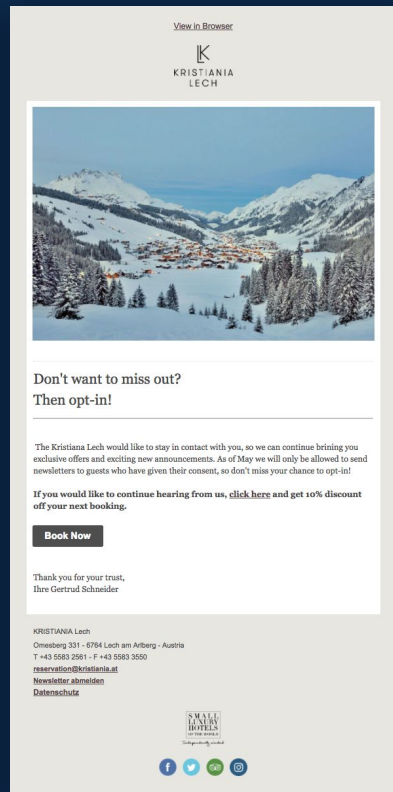 View in Browser
LK
KRISTIANIA
LECH
Don't want to miss out?
Then opt-in!
The Kristiana Lech would like to stay in contact with you, so we can continue brining you
exclusive offers and exciting new announcements. As of May we will only be allowed to send
newsletters to guests who have given their consent, so don't miss your chance to opt-in!
If you would like to continue hearing from us, click here and get 10% discount
off your next booking.
Book Now
Thank you for your trust,
Ihre Gertrud Schneider
KRISTIANIA Lech
Omesberg 331 - 6764 Lech am Arlberg - Austria
T +43 5583 2561 - F +43 5583 3550
reservation@kristiania.at
Newsletter abmelden
Datenschutz
SMALL
LUXURY
HOTELS
OF THE WORLD
Independently minded